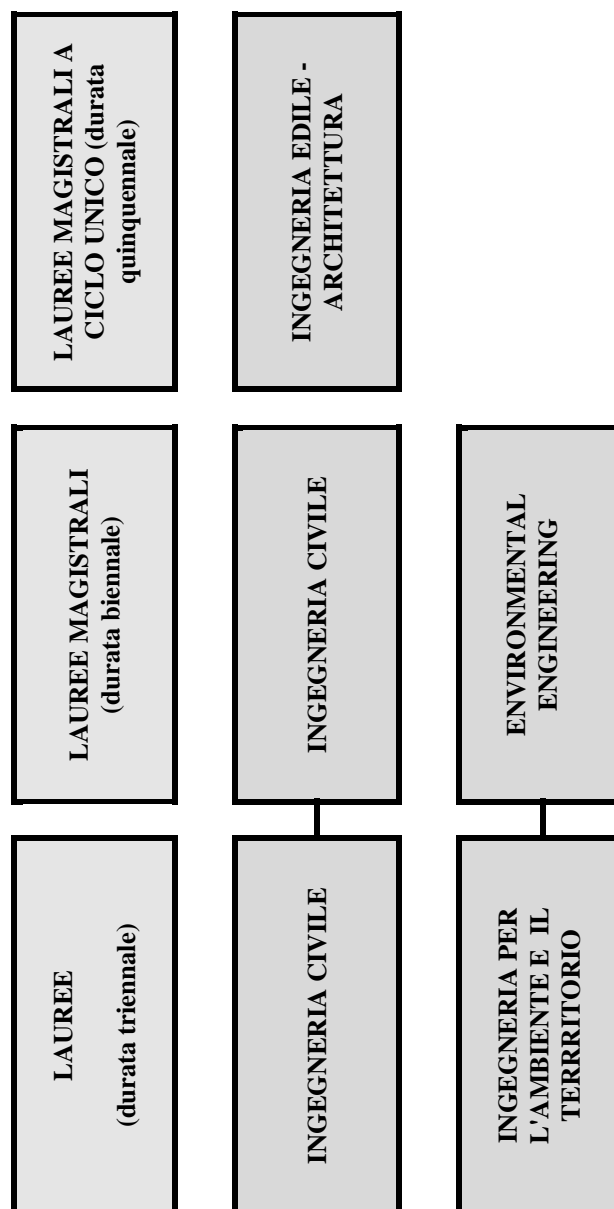 LAUREE
(durata triennale)
LAUREE MAGISTRALI
(durata biennale)
LAUREE MAGISTRALI A
CICLO UNICO (durata
quinquennale)
INGEGNERIA CIVILE
INGEGNERIA CIVILE
INGEGNERIA EDILE -
ARCHITETTURA
INGEGNERIA PER
L'AMBIENTE E IL
TERRRITORIO
ENVIRONMENTAL
ENGINEERING